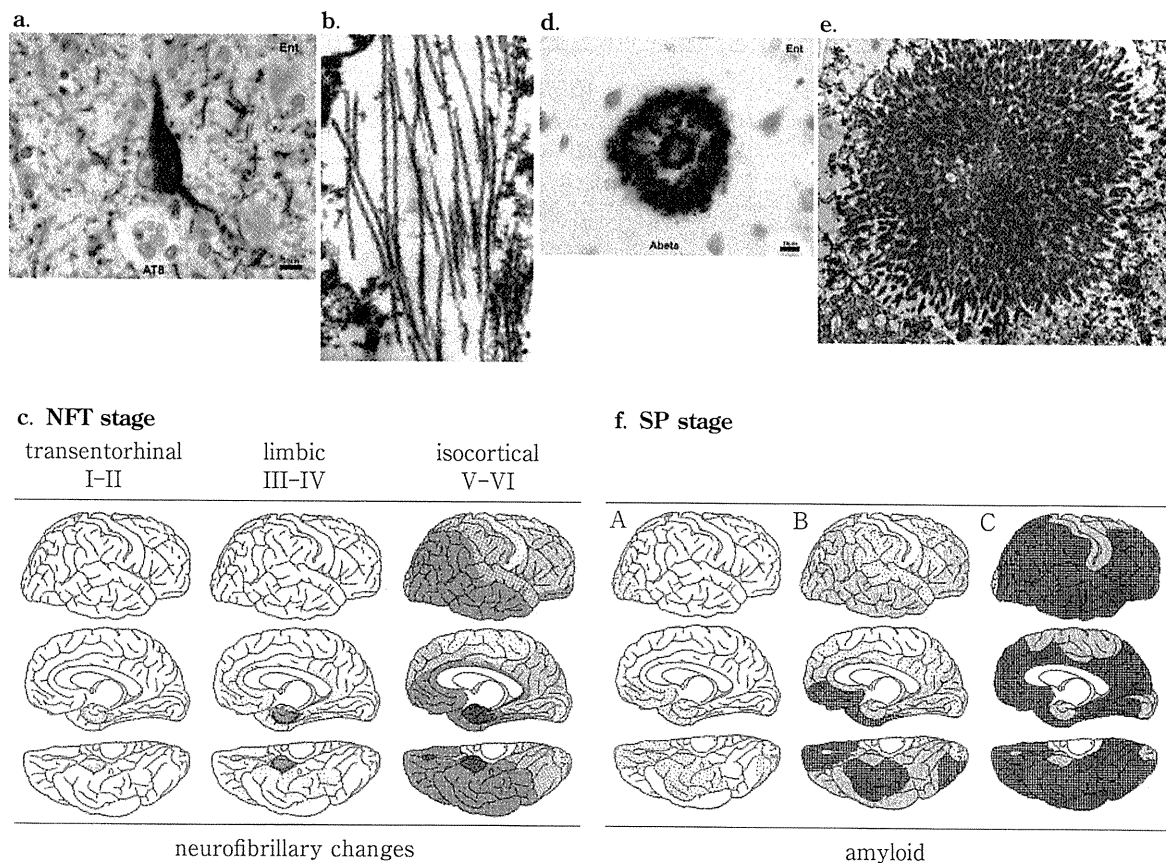 a.
Ent
AT8
b.
d.
Ent
Abeta
e.
c. NFT stage
transentorhinal limbic isocortical
I-II III-IV V-VI
neurofibrillary changes
f. SP stage
A B C
amyloid